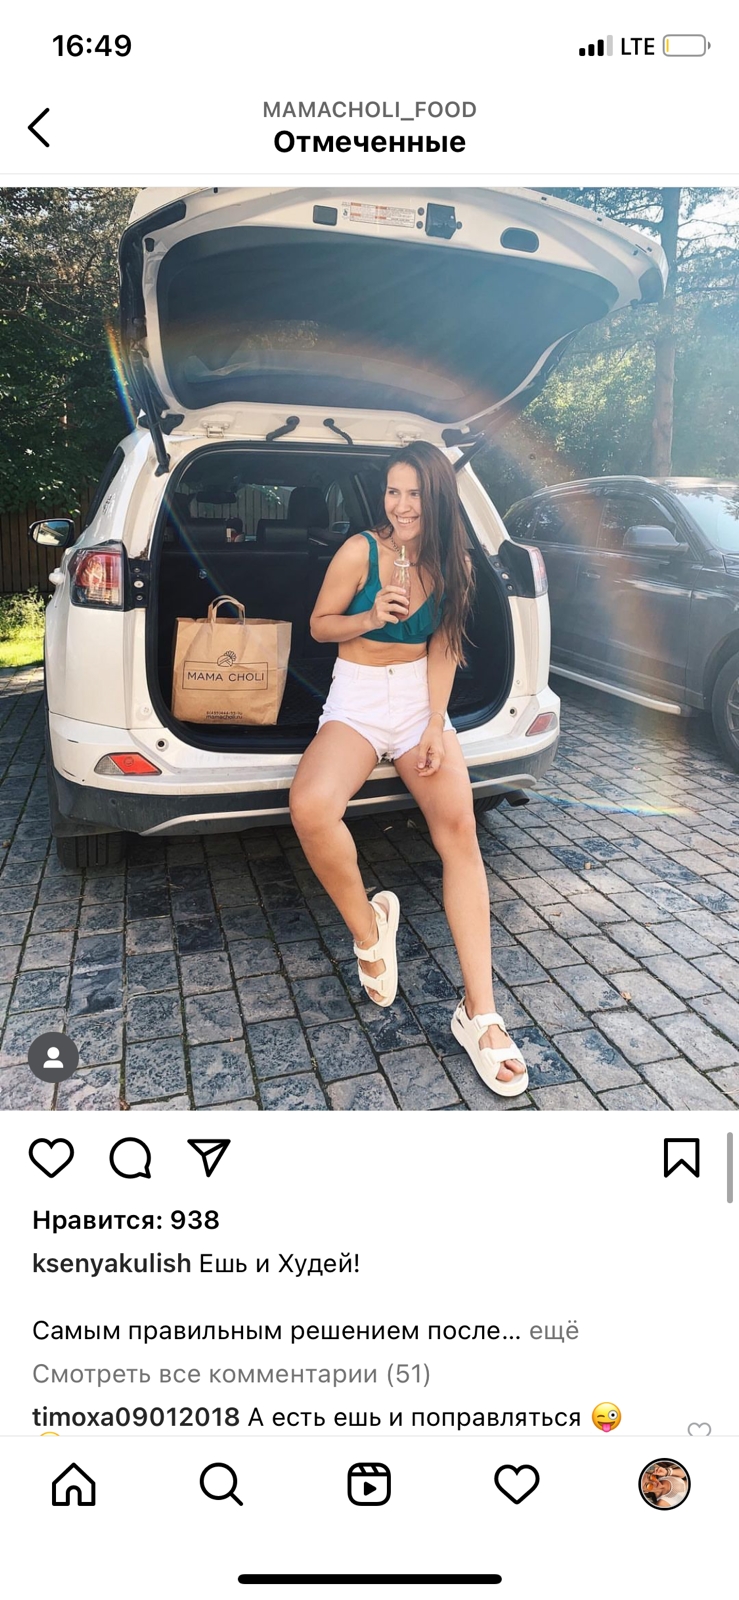 16:49
LTE
MAMACHOLI_FOOD
Отмеченные
MAMA CHOLI
mamacholi.ru
Нравится: 938
ksenyakulish Ешь и Худей!
Самым правильным решением после... ещё
Смотреть все комментарии (51)
timoxa09012018 А есть ешь и поправляться 😜